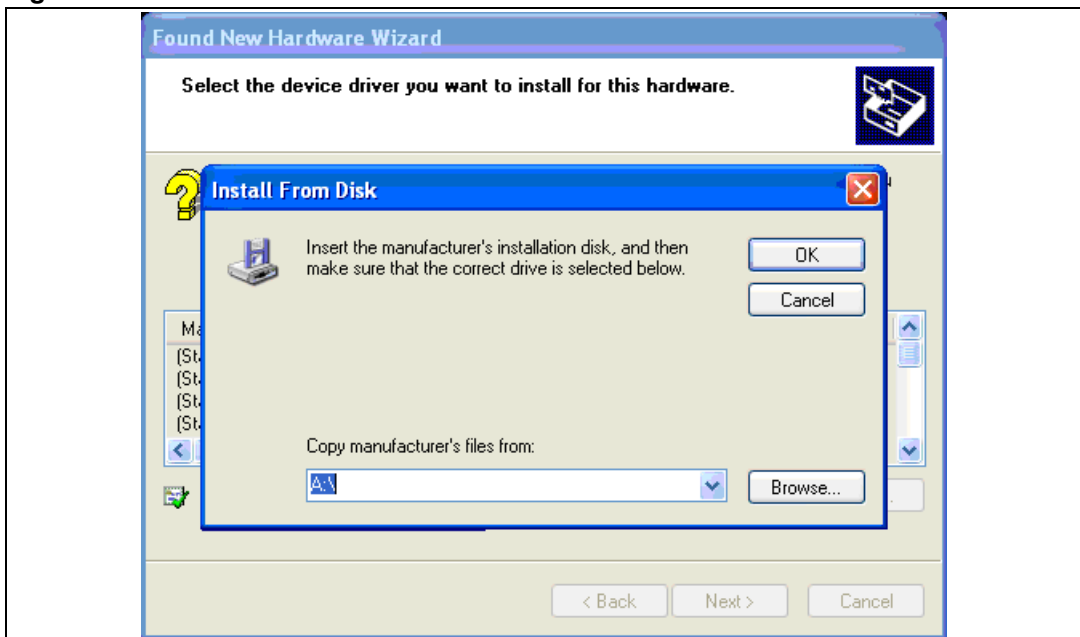 Found New Hardware Wizard
Select the device driver you want to install for this hardware.
Install From Disk
Insert the manufacturer's installation disk, and then
make sure that the correct drive is selected below.
OK
Cancel
Copy manufacturer's files from:
A:\
Browse...
< Back
Next >
Cancel